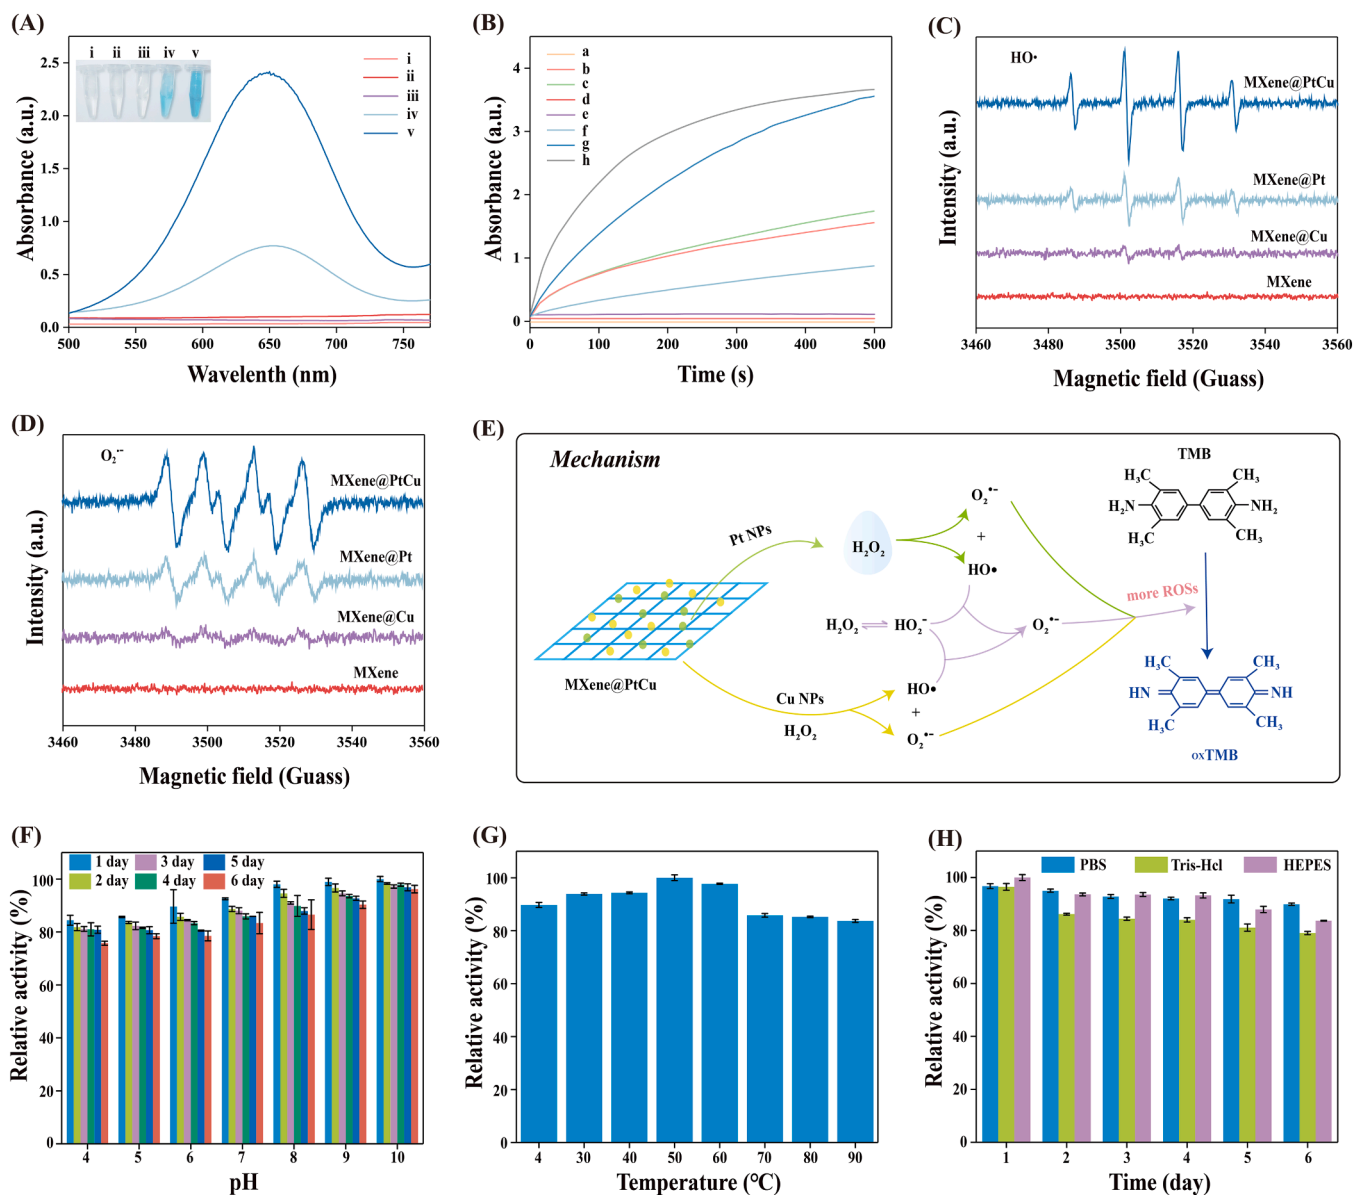 (A)
i ii iii iv v
2.5
2.0
1.5
1.0
0.5
0.0
500 550 600 650 700 750
Absorbance (a.u.)
Wavelenth (nm)
i
ii
iii
iv
v
(B)
a
b
c
d
e
f
g
h
4
3
2
1
0
0 100 200 300 400 500
Absorbance (a.u.)
Time (s)
(C)
HO•
MXene@PtCu
MXene@Pt
MXene@Cu
MXene
Intensity (a.u.)
3460 3480 3500 3520 3540 3560
Magnetic field (Guass)
(D)
O₂•-
MXene@PtCu
MXene@Pt
MXene@Cu
MXene
Intensity (a.u.)
3460 3480 3500 3520 3540 3560
Magnetic field (Guass)
(E)
Mechanism
MXene@PtCu
Pt NPs
H₂O₂
O₂•−
+
HO•
H₂O₂ ⇌ HO₂⁻
O₂•−
Cu NPs
H₂O₂
HO•
+
O₂•−
more ROSs
TMB
H₃C CH₃
H₂N NH₂
H₃C CH₃
H₃C CH₃
HN NH
H₃C CH₃
oxTMB
(F)
1 day 3 day 5 day
2 day 4 day 6 day
100
80
60
40
20
0
4 5 6 7 8 9 10
Relative activity (%)
pH
(G)
100
80
60
40
20
0
4 30 40 50 60 70 80 90
Relative activity (%)
Temperature (°C)
(H)
PBS Tris-Hcl HEPES
100
80
60
40
20
0
1 2 3 4 5 6
Relative activity (%)
Time (day)